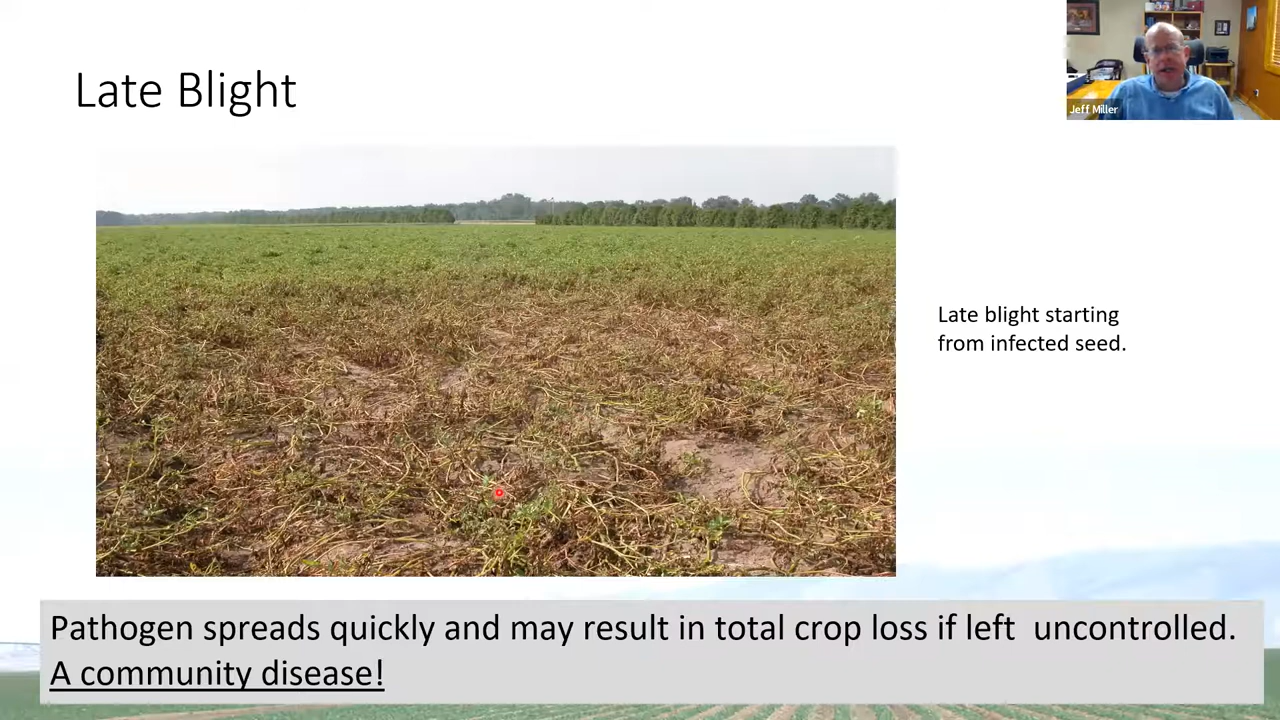 Late Blight
Jeff Miller
Late blight starting
from infected seed.
Pathogen spreads quickly and may result in total crop loss if left  uncontrolled.
A community disease!